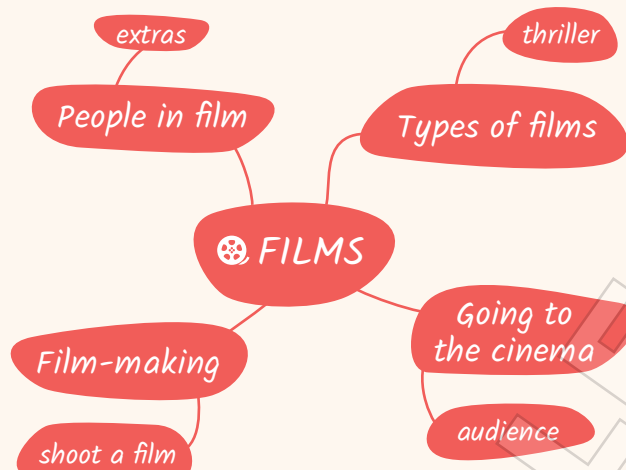 extras
thriller
People in film
Types of films
FILMS
Going to
the cinema
Film-making
audience
shoot a film